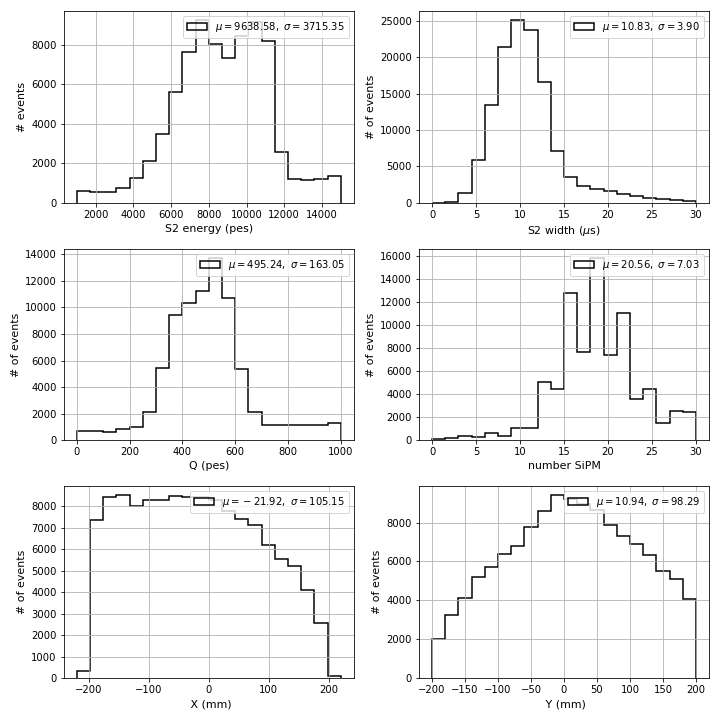 μ = 9638.58, σ = 3715.35
# events
8000
6000
4000
2000
0
2000 4000 6000 8000 10000 12000 14000
S2 energy (pes)
μ = 10.83, σ = 3.90
# of events
25000
20000
15000
10000
5000
0
0 5 10 15 20 25 30
S2 width (μs)
μ = 495.24, σ = 163.05
# of events
14000
12000
10000
8000
6000
4000
2000
0
0 200 400 600 800 1000
Q (pes)
μ = 20.56, σ = 7.03
# of events
16000
14000
12000
10000
8000
6000
4000
2000
0
0 5 10 15 20 25 30
number SiPM
μ = −21.92, σ = 105.15
# of events
8000
7000
6000
5000
4000
3000
2000
1000
0
−200 −100 0 100 200
X (mm)
μ = 10.94, σ = 98.29
# of events
8000
6000
4000
2000
0
−200 −150 −100 −50 0 50 100 150 200
Y (mm)